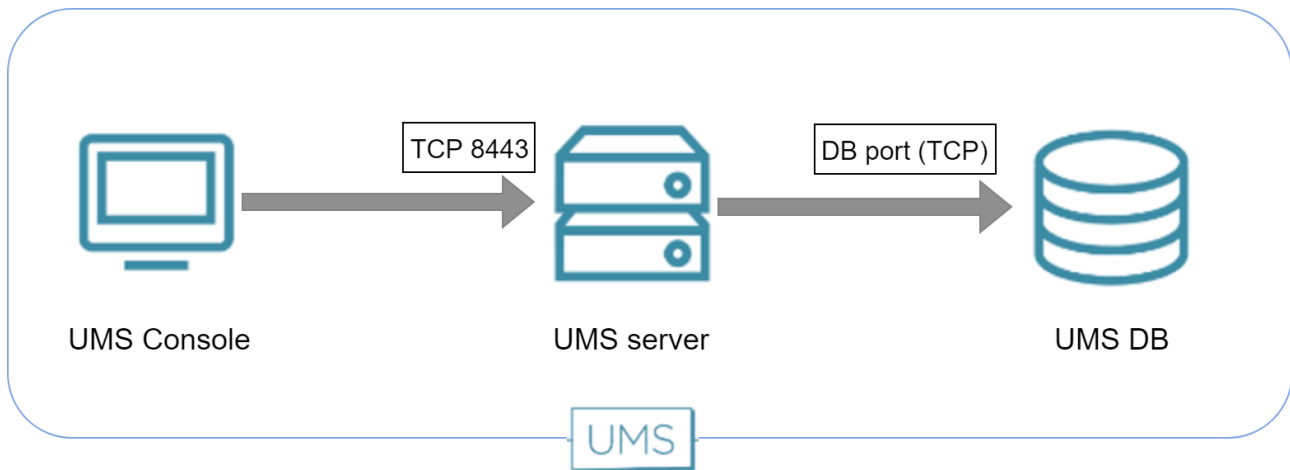 TCP 8443
DB port (TCP)
UMS Console
UMS server
UMS DB
UMS